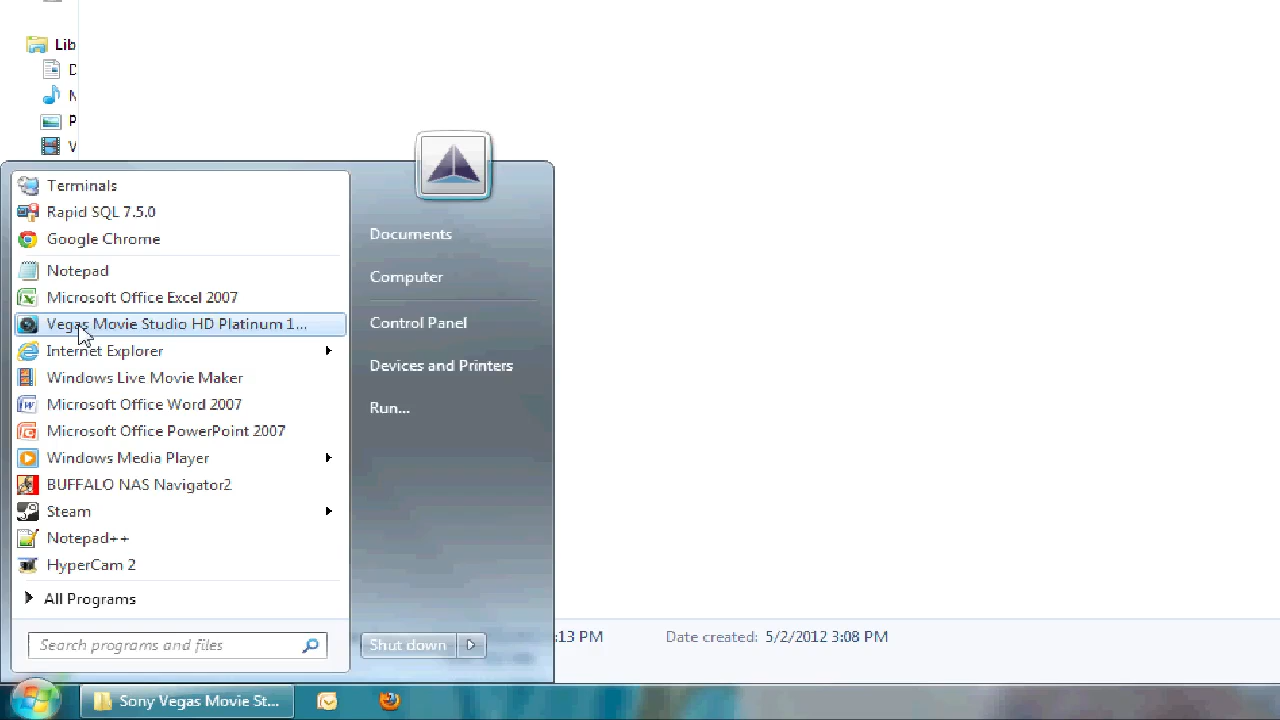 Lib
D
N
P
V
Terminals
Rapid SQL 7.5.0
Google Chrome
Notepad
Microsoft Office Excel 2007
Vegas Movie Studio HD Platinum 1...
Internet Explorer
Windows Live Movie Maker
Microsoft Office Word 2007
Microsoft Office PowerPoint 2007
Windows Media Player
BUFFALO NAS Navigator2
Steam
Notepad++
HyperCam 2
All Programs
Search programs and files
Documents
Computer
Control Panel
Devices and Printers
Run...
Shut down
:13 PM Date created: 5/2/2012 3:08 PM
Sony Vegas Movie St...